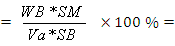 = WB *SM / Va*SB × 100 % =